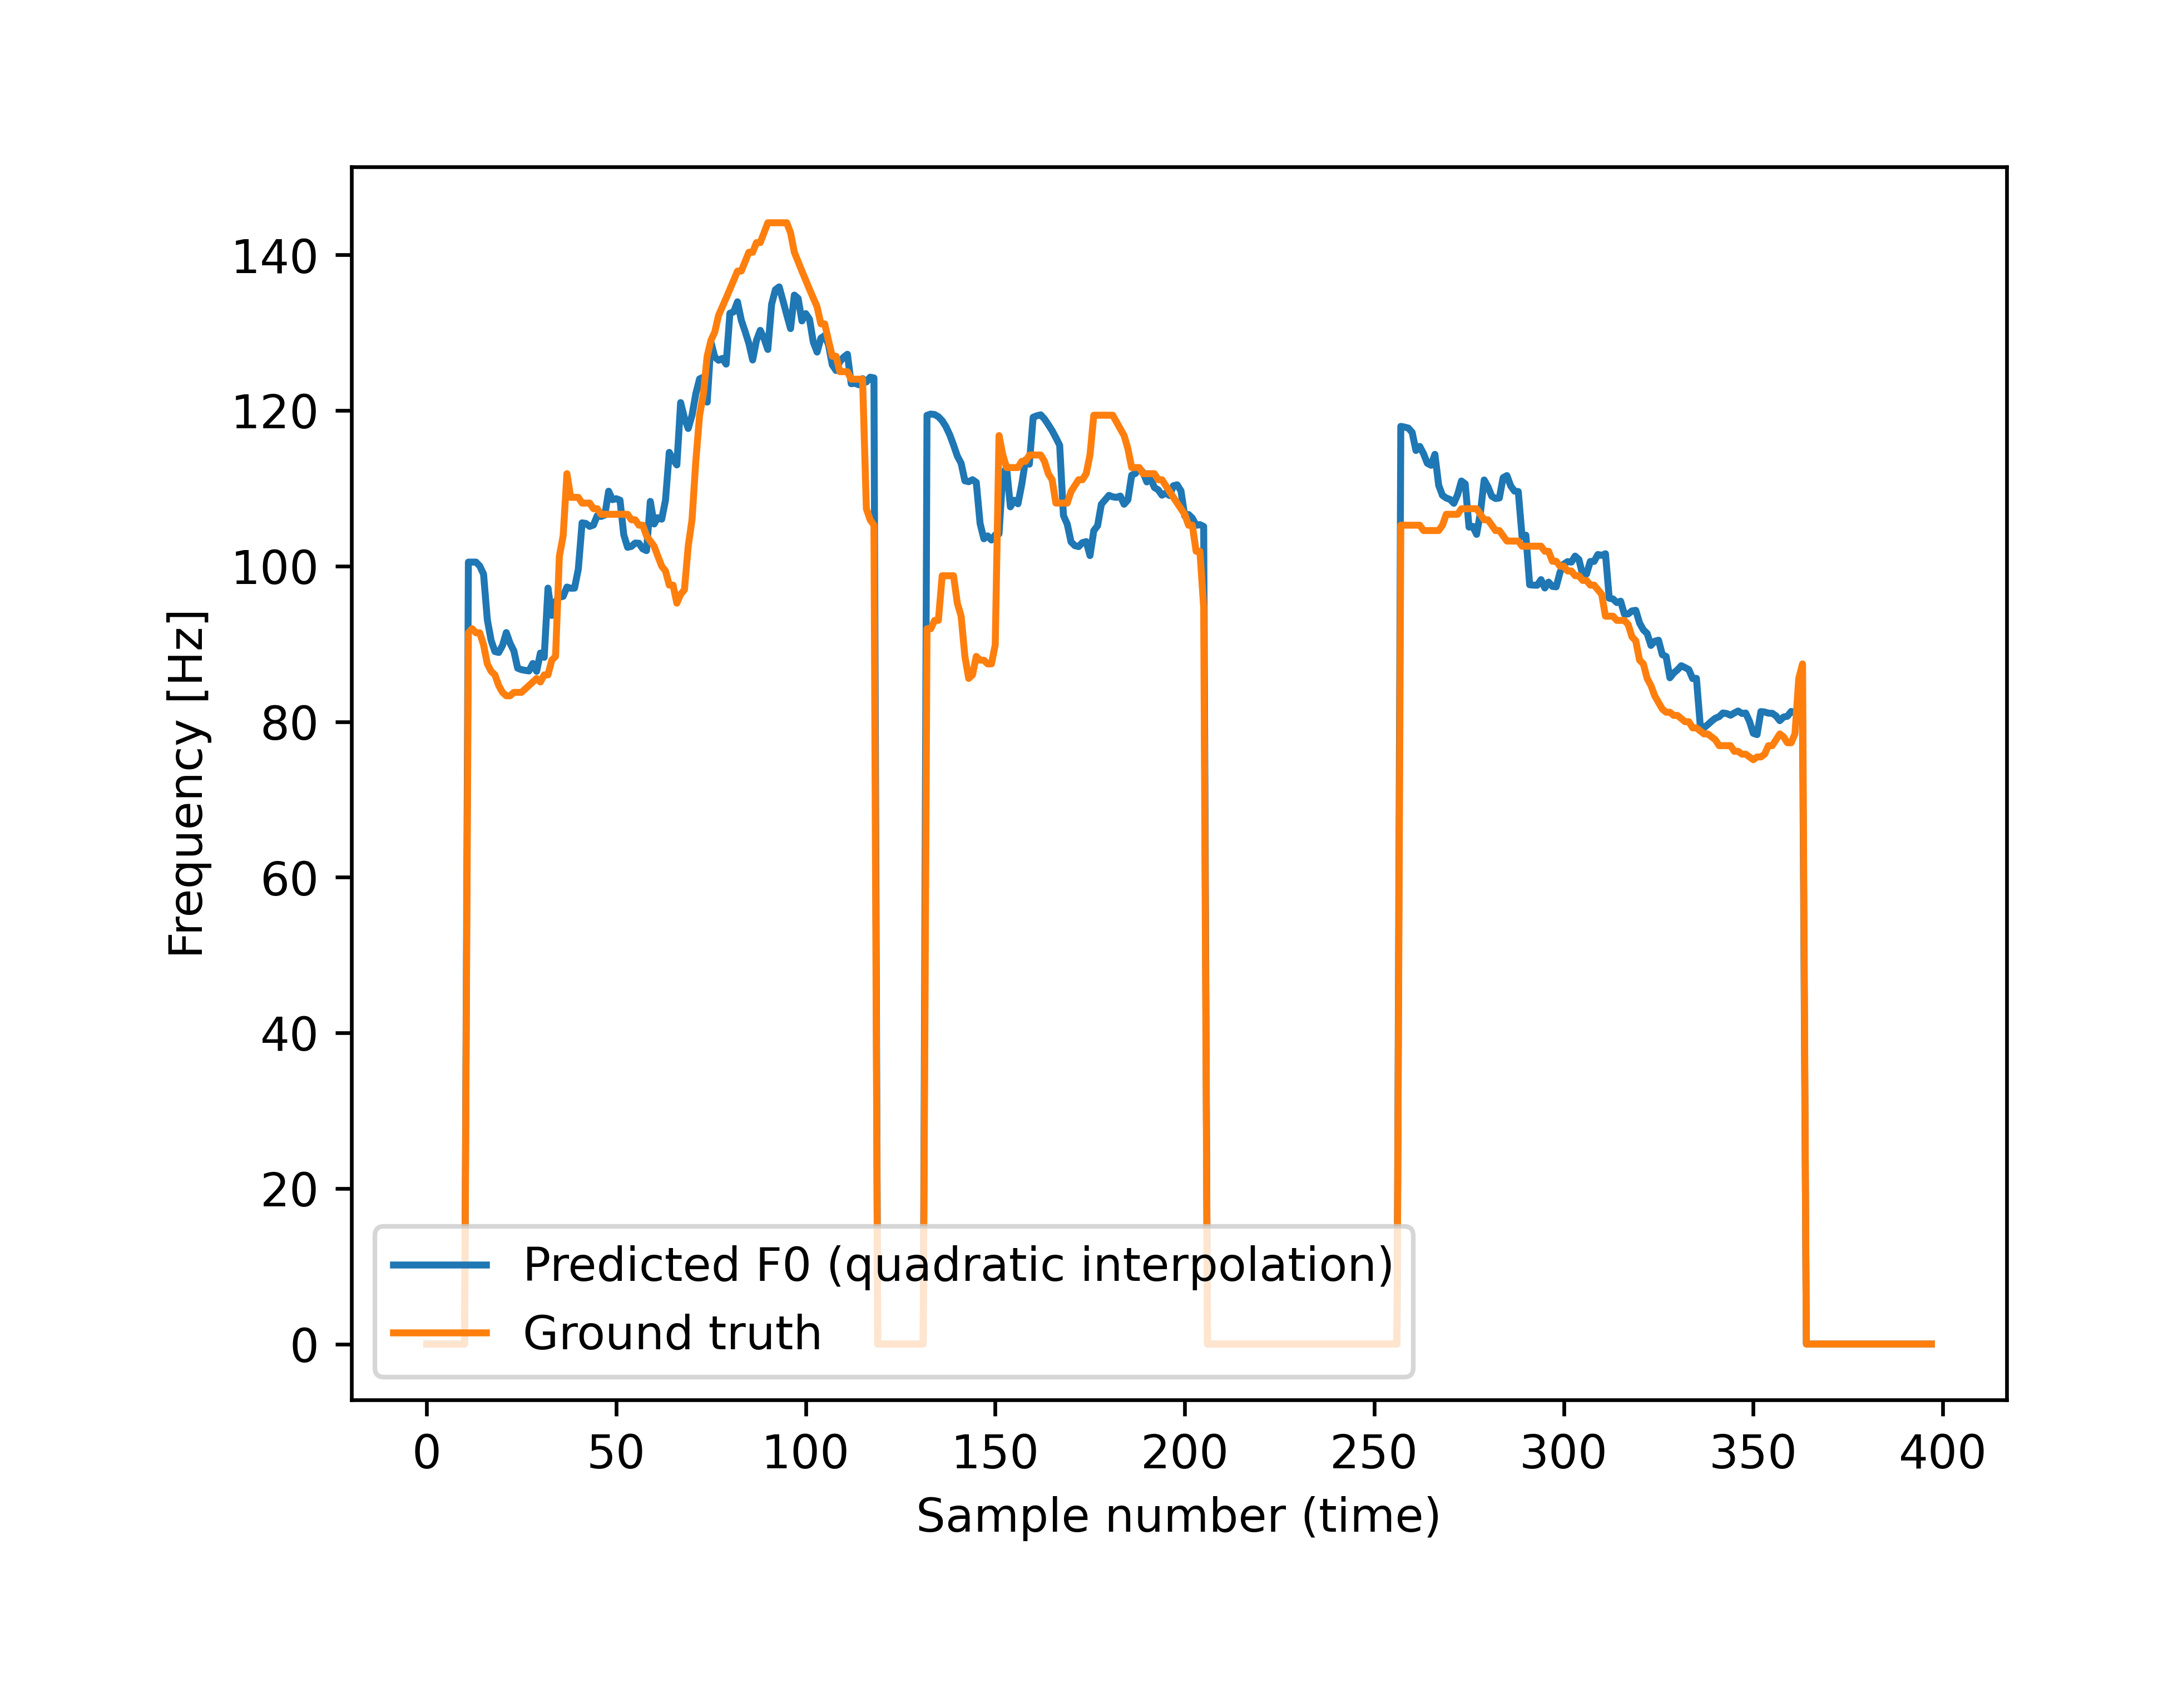 140
120
100
80
60
40
20
0
Frequency [Hz]
Predicted F0 (quadratic interpolation)
Ground truth
0 50 100 150 200 250 300 350 400
Sample number (time)